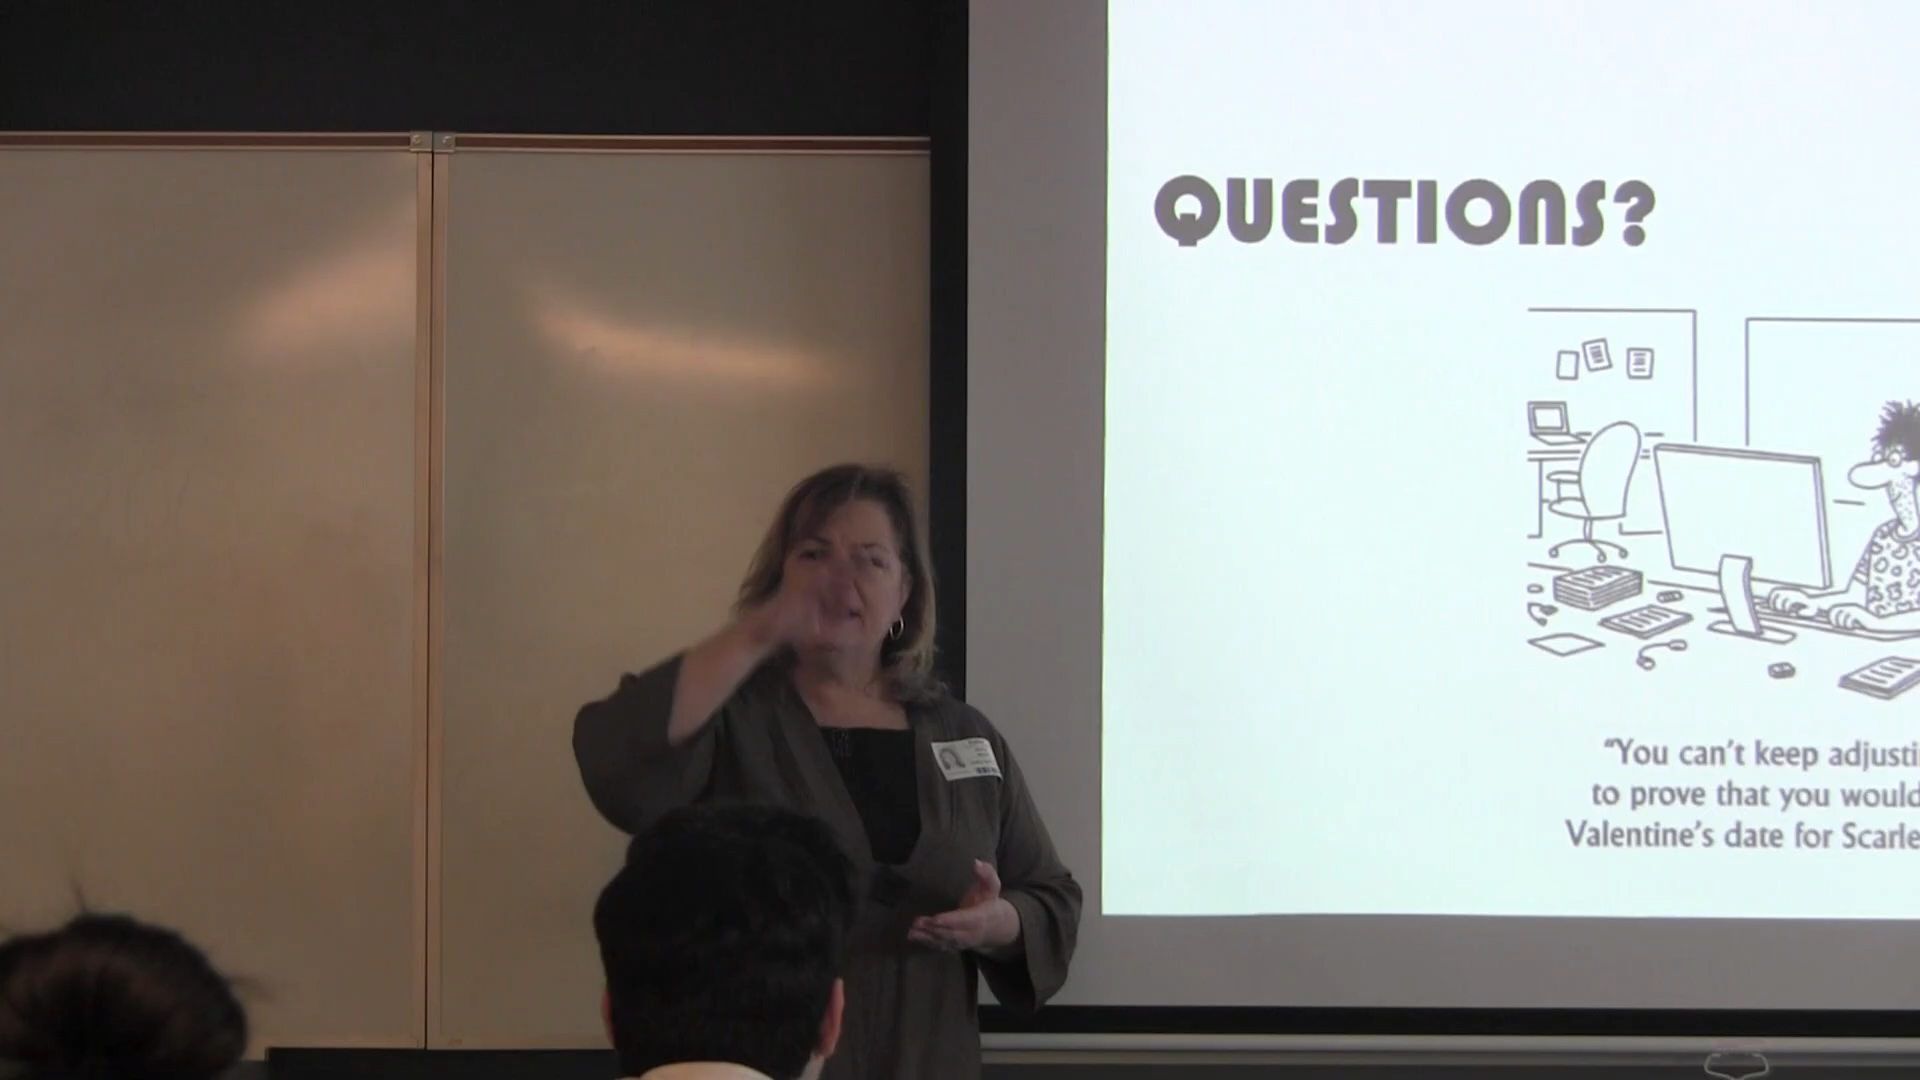 QUESTIONS?
“You can’t keep adjusti
to prove that you would
Valentine’s date for Scarle